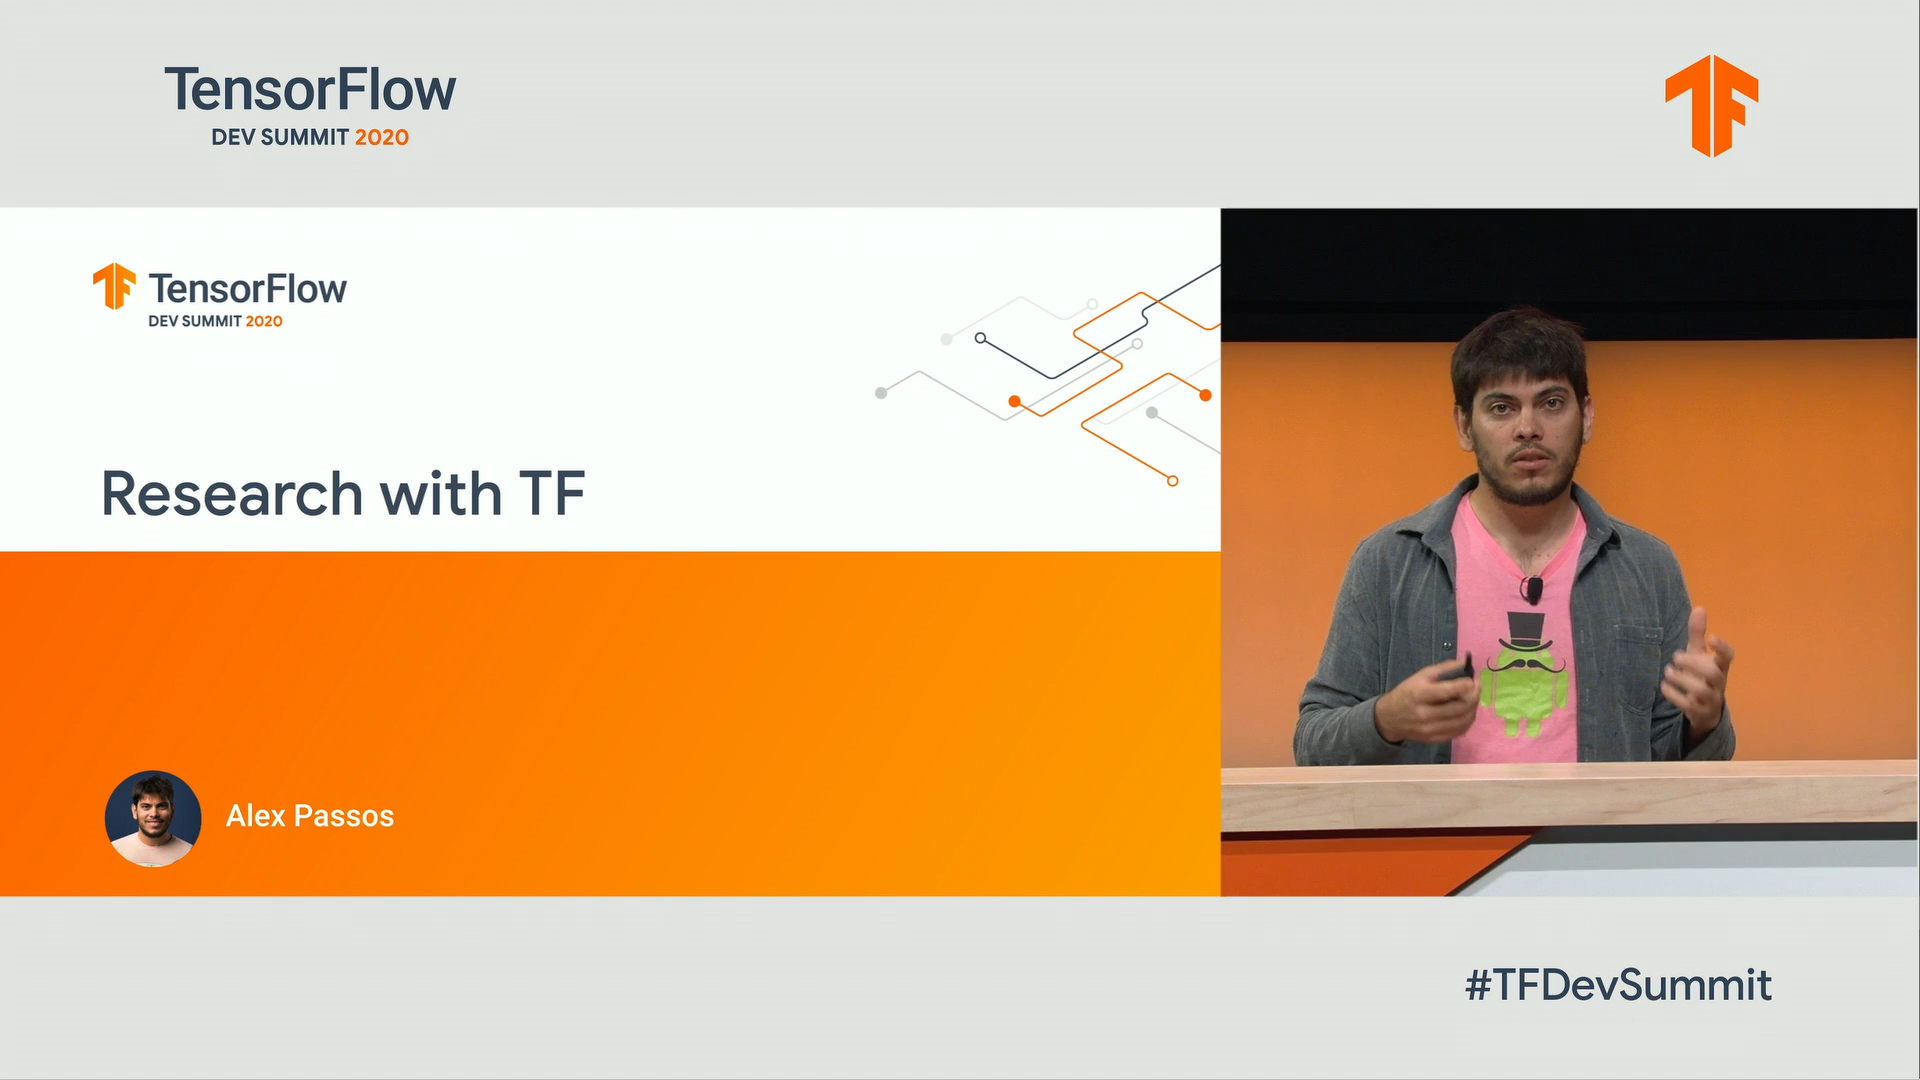 TensorFlow
DEV SUMMIT 2020
TensorFlow
DEV SUMMIT 2020
Research with TF
Alex Passos
#TFDevSummit